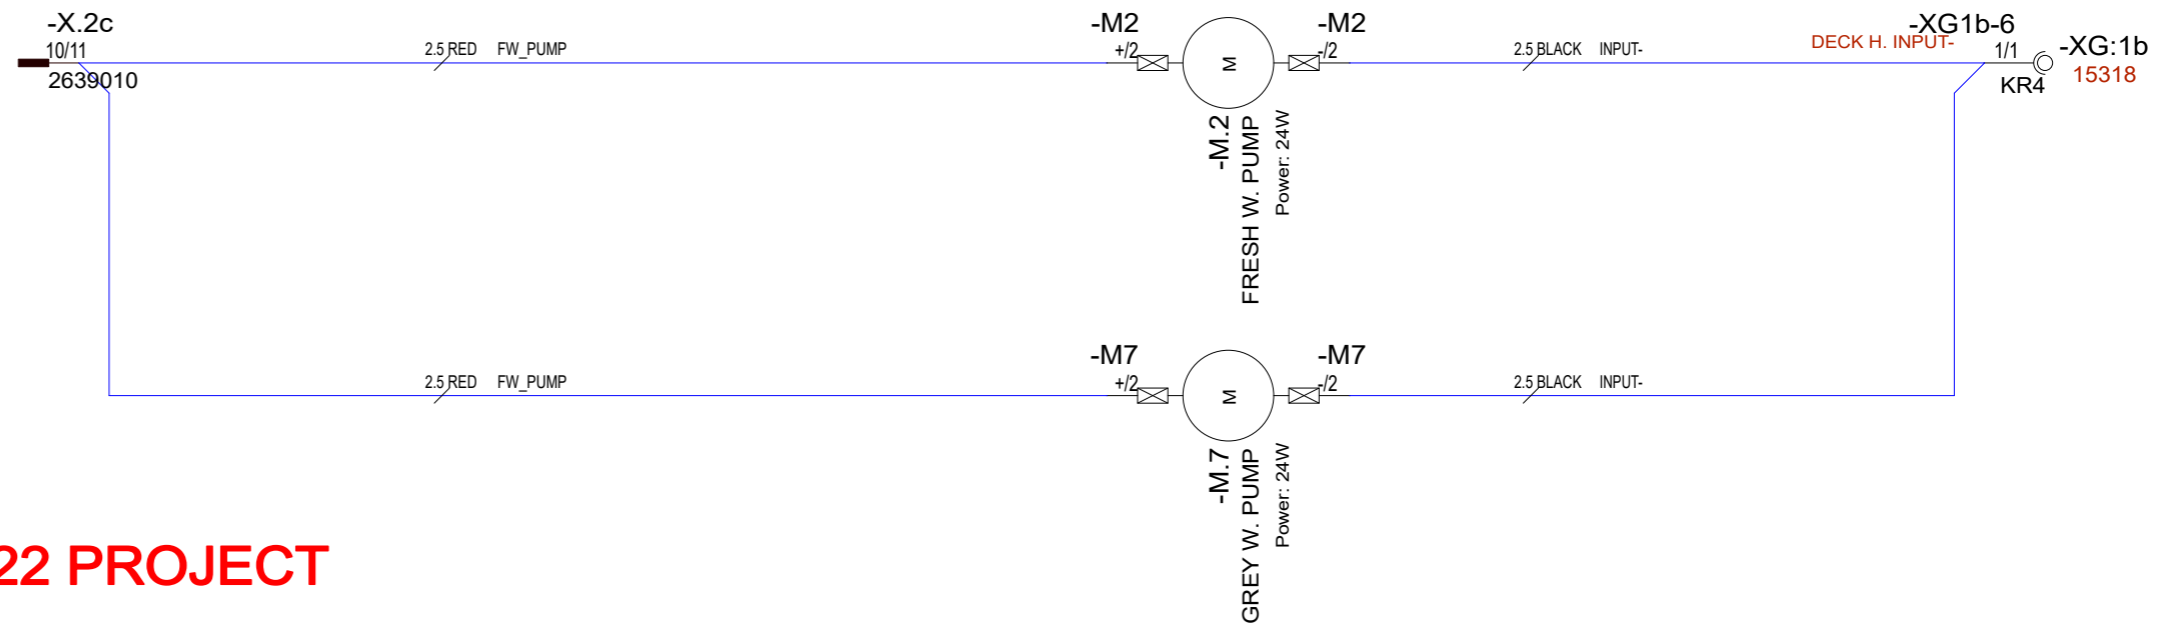 -X.2c
10/11
2639010
2.5 RED FW_PUMP
-M2
+/2
M
-M2
-/2
-M.2
FRESH W. PUMP
Power: 24W
2.5 BLACK INPUT-
DECK H. INPUT-
-XG1b-6
1/1
KR4
-XG:1b
15318
2.5 RED FW_PUMP
-M7
+/2
M
-M7
-/2
-M.7
GREY W. PUMP
Power: 24W
2.5 BLACK INPUT-
22 PROJECT